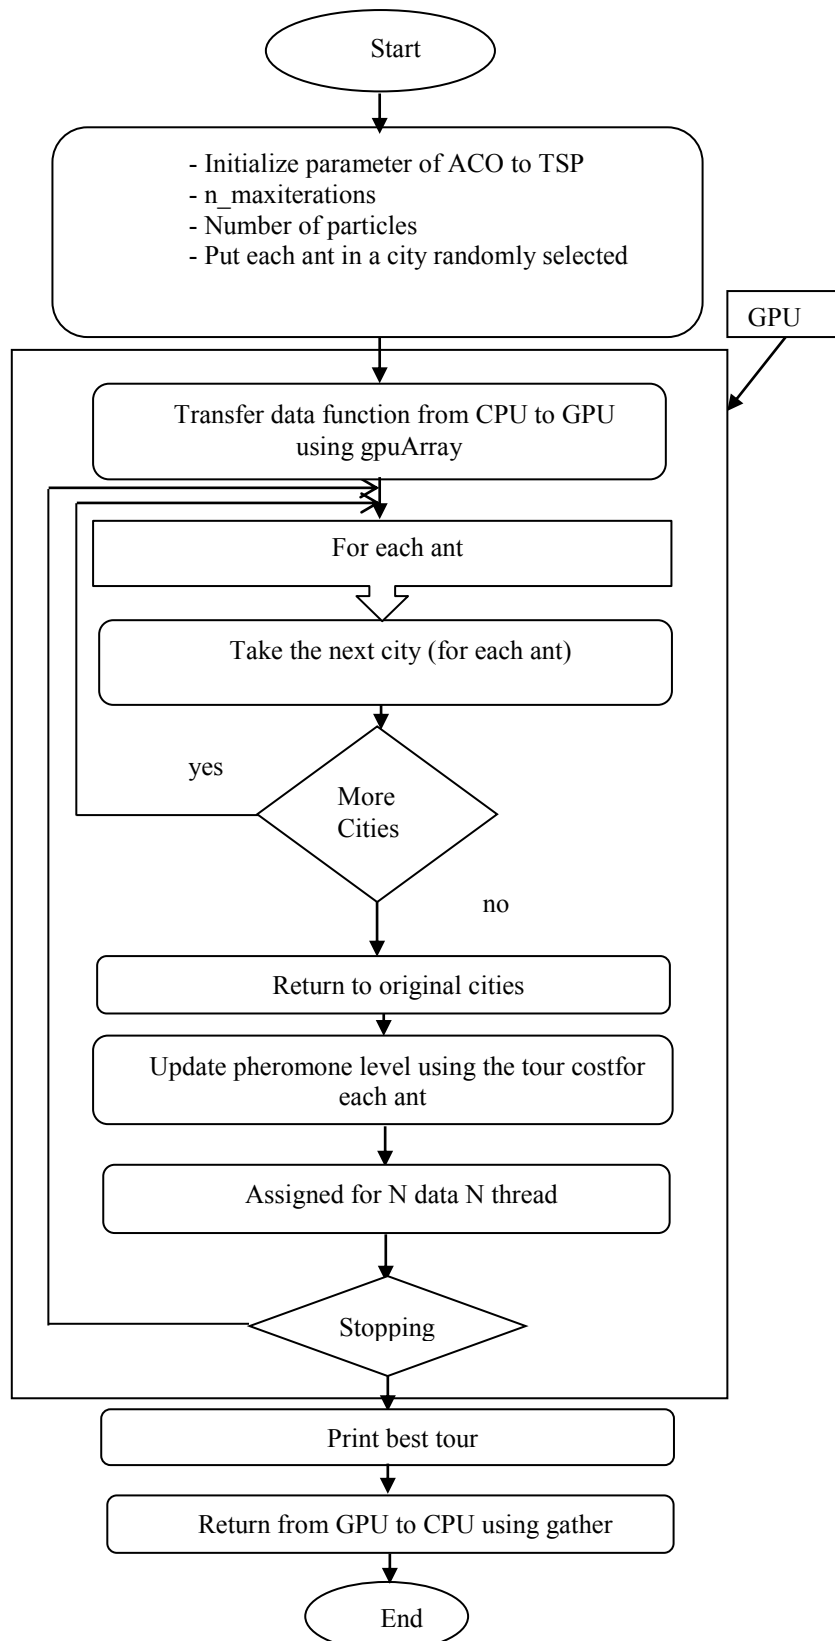 Start
- Initialize parameter of ACO to TSP
- n_maxiterations
- Number of particles
- Put each ant in a city randomly selected
GPU
Transfer data function from CPU to GPU
using gpuArray
For each ant
Take the next city (for each ant)
yes
More
Cities
no
Return to original cities
Update pheromone level using the tour costfor
each ant
Assigned for N data N thread
Stopping
Print best tour
Return from GPU to CPU using gather
End